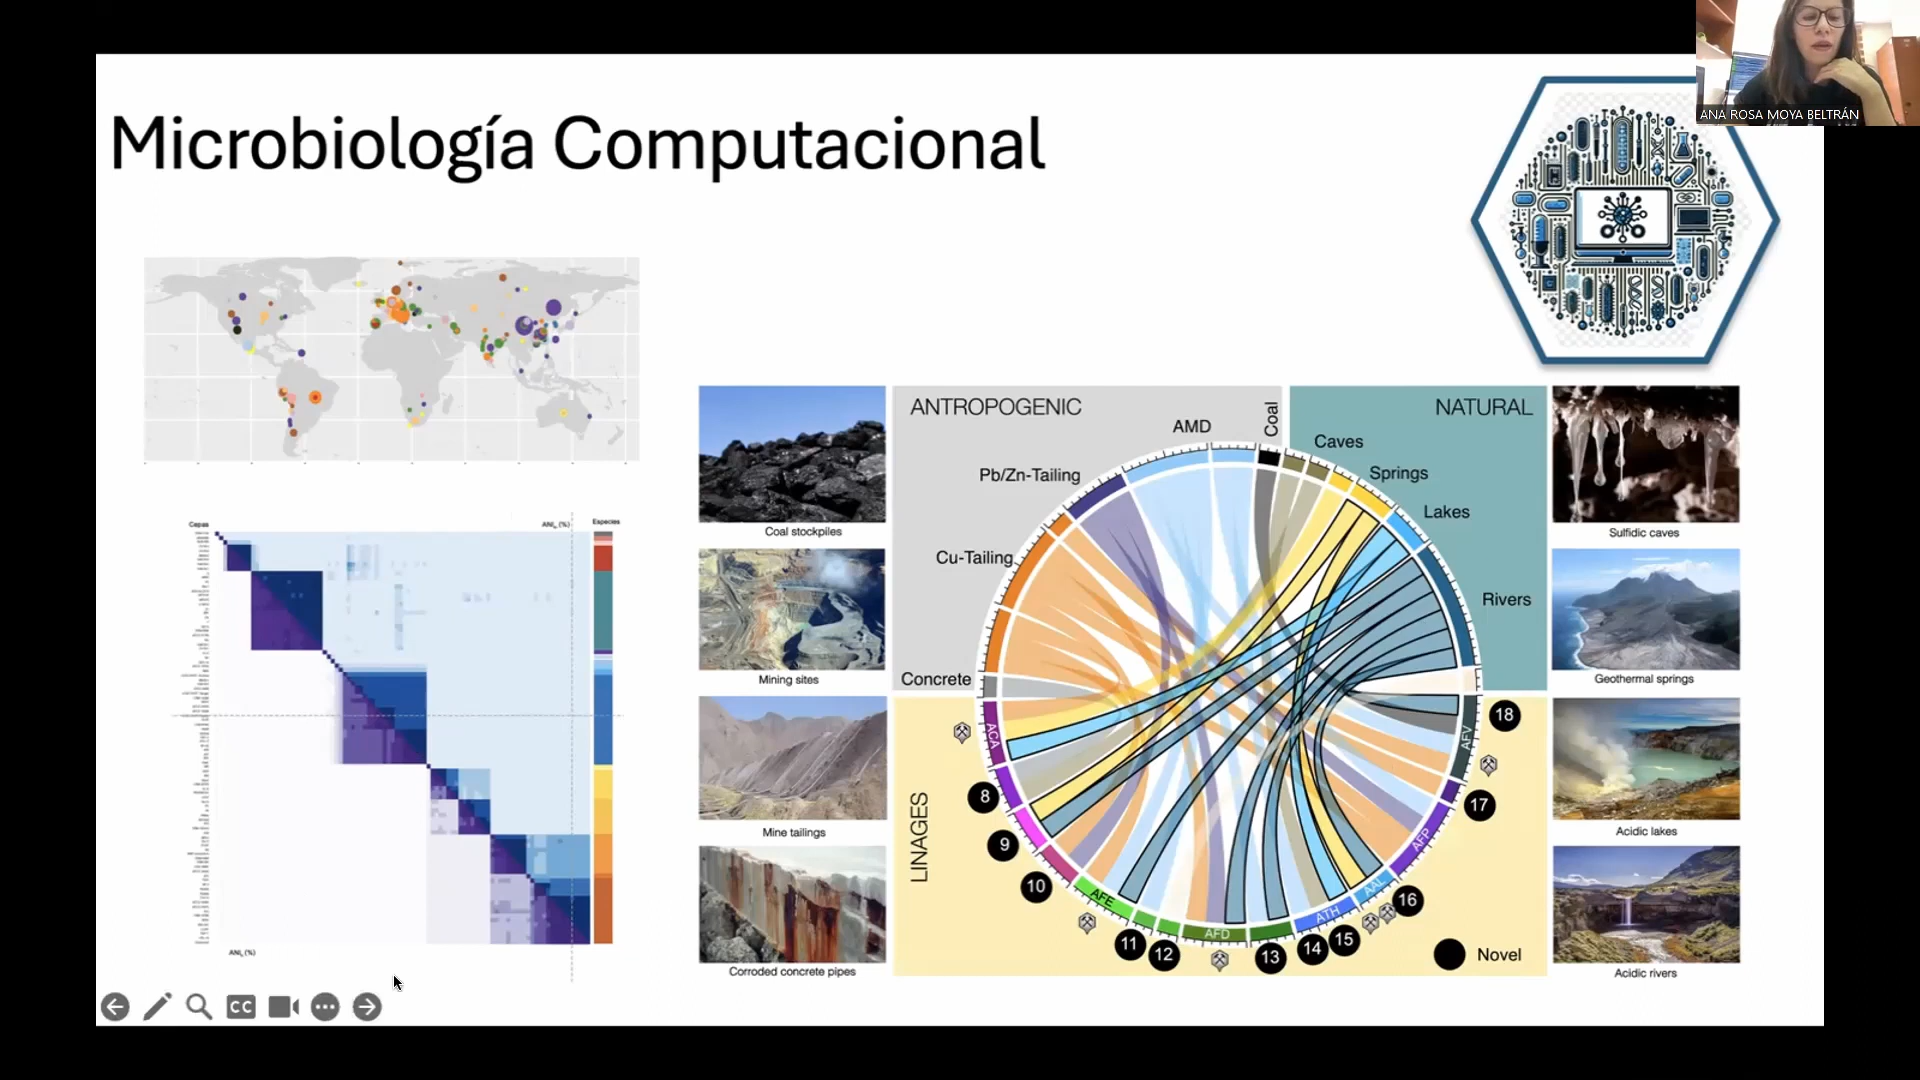 ANA ROSA MOYA BELTRÁN
Microbiología Computacional
Cepas
ANIb (%)
Especies
ANIb (%)
ANTROPOGENIC
NATURAL
AMD
Coal
Caves
Springs
Lakes
Rivers
Pb/Zn-Tailing
Cu-Tailing
Concrete
LINAGES
ACA
8
9
10
AFE
11
12
AFD
13
14
ATH
15
AAL
16
AFP
17
AFV
18
Novel
Coal stockpiles
Mining sites
Mine tailings
Corroded concrete pipes
Sulfidic caves
Geothermal springs
Acidic lakes
Acidic rivers
CC